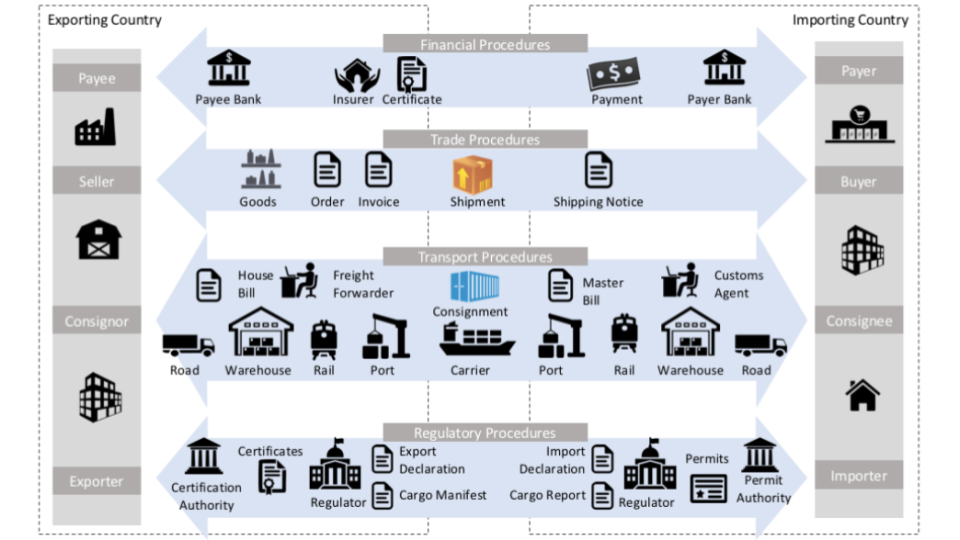 Exporting Country
Importing Country
Financial Procedures
Payee
Payer
Payee Bank
Insurer
Certificate
Payment
Payer Bank
Trade Procedures
Seller
Buyer
Goods
Order
Invoice
Shipment
Shipping Notice
Transport Procedures
House
Bill
Freight
Forwarder
Consignment
Master
Bill
Customs
Agent
Consignor
Consignee
Road
Warehouse
Rail
Port
Carrier
Port
Rail
Warehouse
Road
Regulatory Procedures
Exporter
Importer
Certification
Authority
Certificates
Regulator
Export
Declaration
Cargo Manifest
Import
Declaration
Cargo Report
Regulator
Permits
Permit
Authority